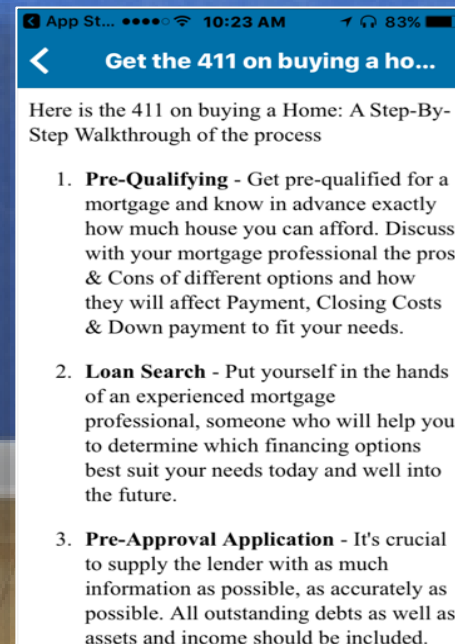 App St... 10:23 AM 83%
Get the 411 on buying a ho...
Here is the 411 on buying a Home: A Step-By-
Step Walkthrough of the process
1. Pre-Qualifying - Get pre-qualified for a
mortgage and know in advance exactly
how much house you can afford. Discuss
with your mortgage professional the pros
& Cons of different options and how
they will affect Payment, Closing Costs
& Down payment to fit your needs.
2. Loan Search - Put yourself in the hands
of an experienced mortgage
professional, someone who will help you
to determine which financing options
best suit your needs today and well into
the future.
3. Pre-Approval Application - It's crucial
to supply the lender with as much
information as possible, as accurately as
possible. All outstanding debts as well as
assets and income should be included.